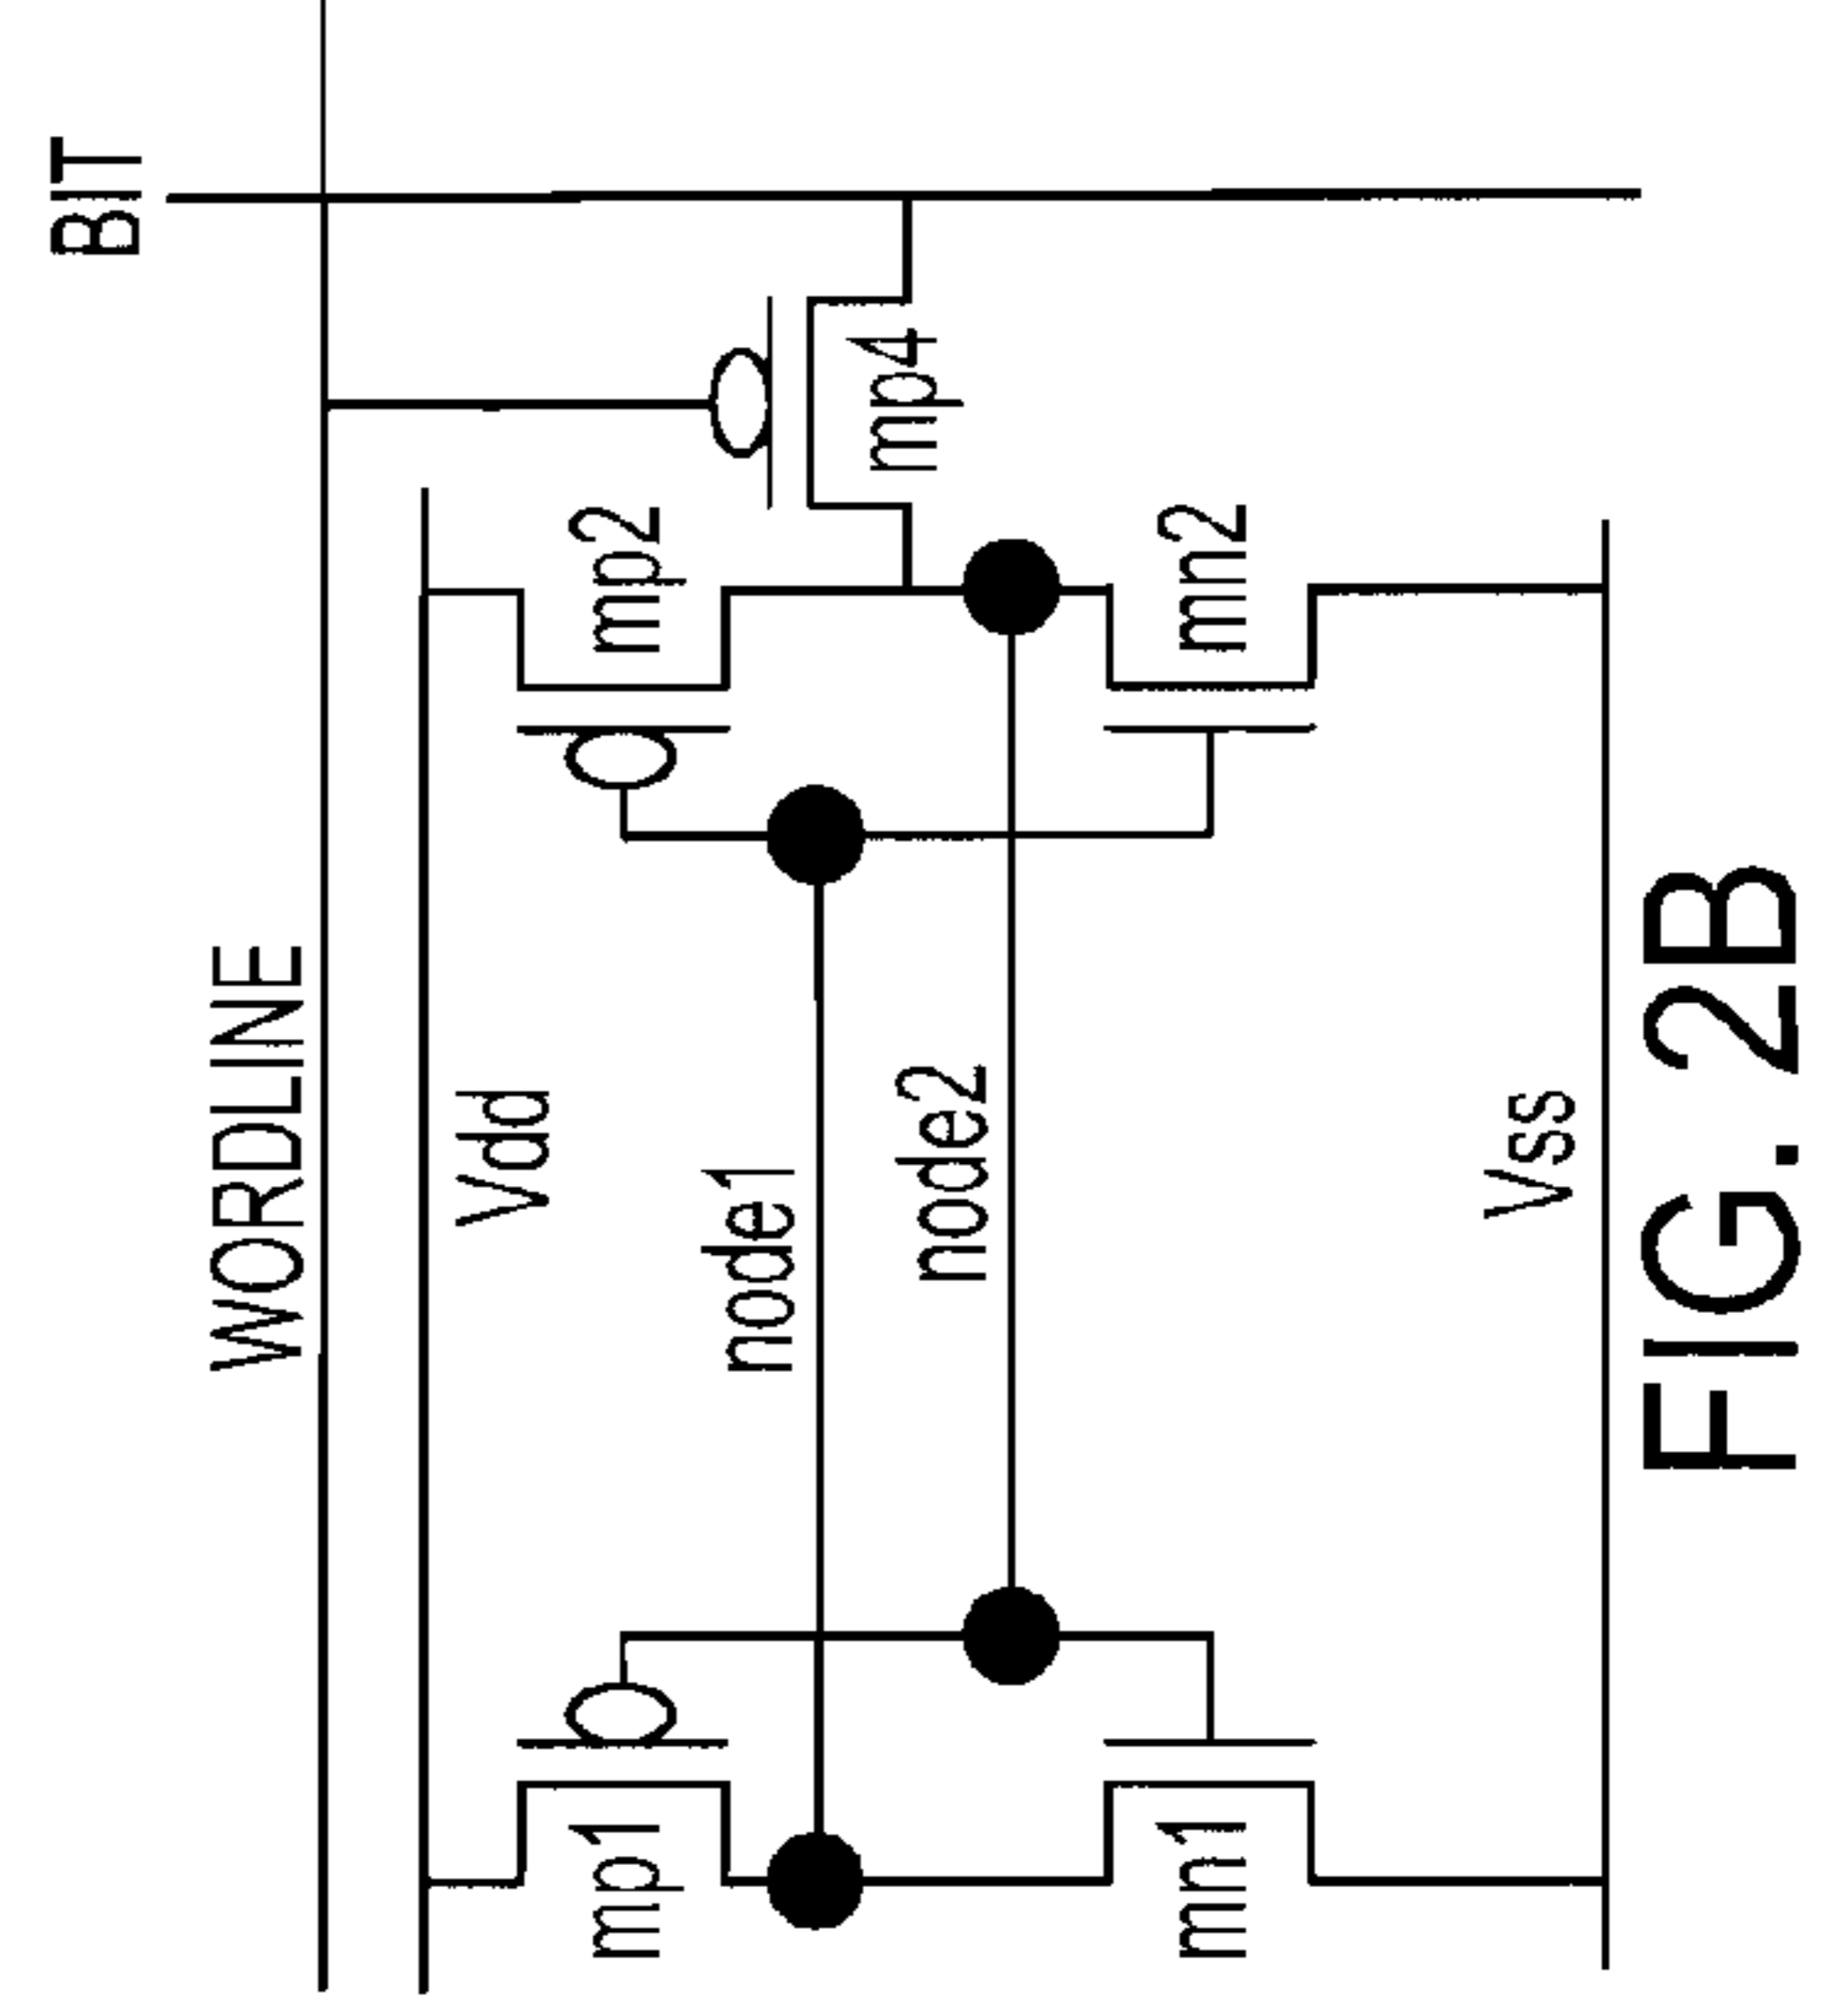 BIT
WORDLINE
Vdd
mp1
mp2
node1
mp4
node2
mn1
mn2
Vss
FIG. 2B